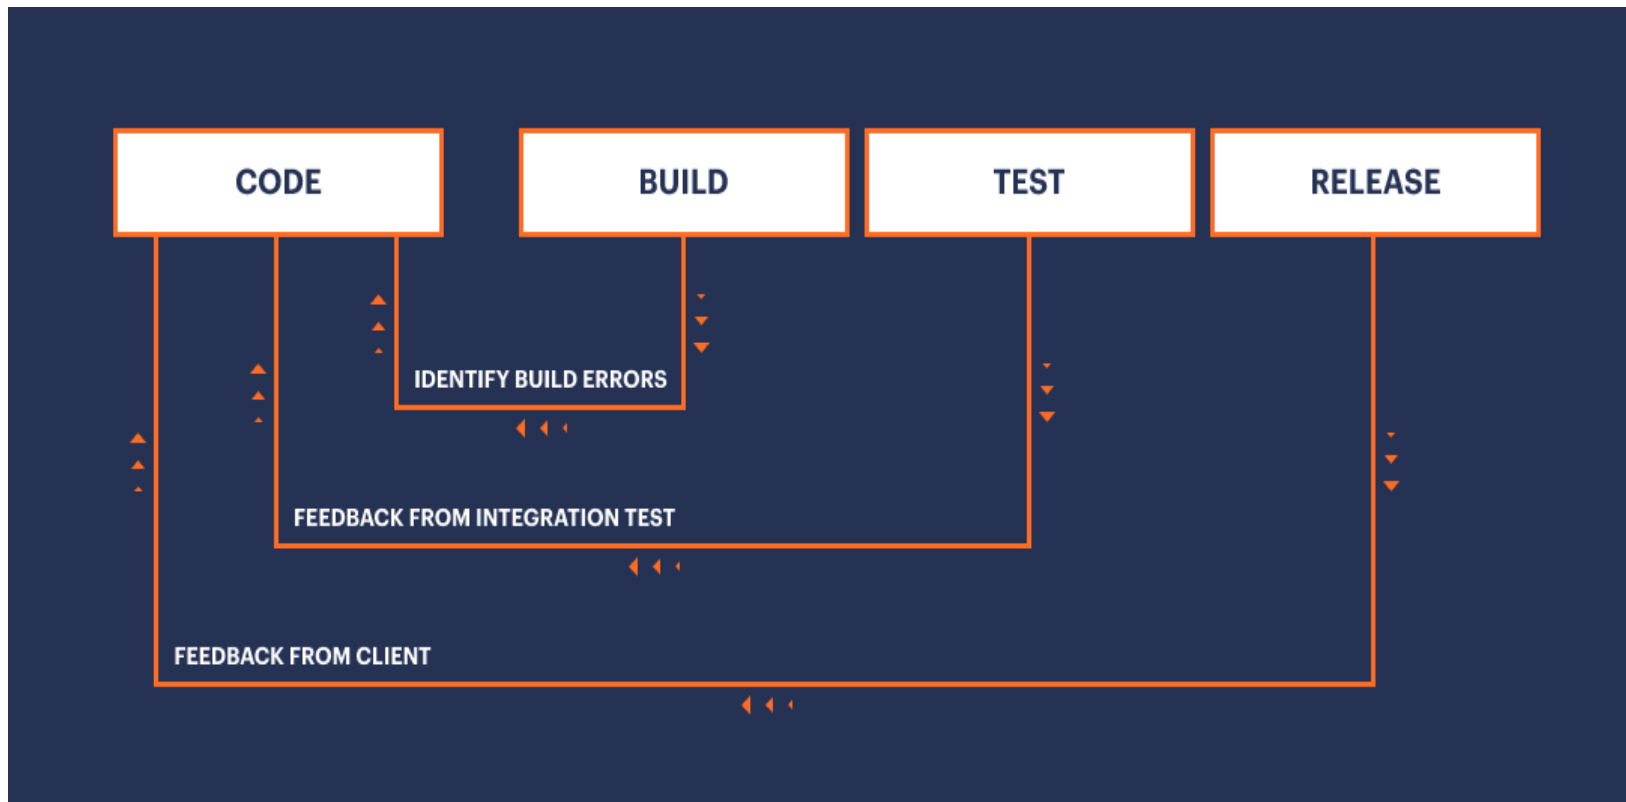 CODE
BUILD
TEST
RELEASE
IDENTIFY BUILD ERRORS
FEEDBACK FROM INTEGRATION TEST
FEEDBACK FROM CLIENT